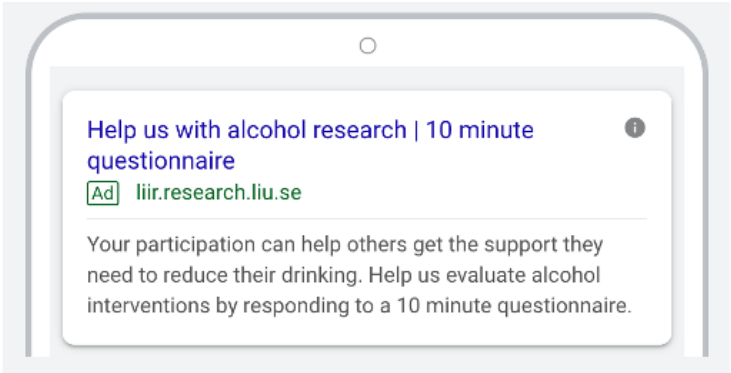 Help us with alcohol research | 10 minute
questionnaire
Ad liir.research.liu.se
Your participation can help others get the support they
need to reduce their drinking. Help us evaluate alcohol
interventions by responding to a 10 minute questionnaire.